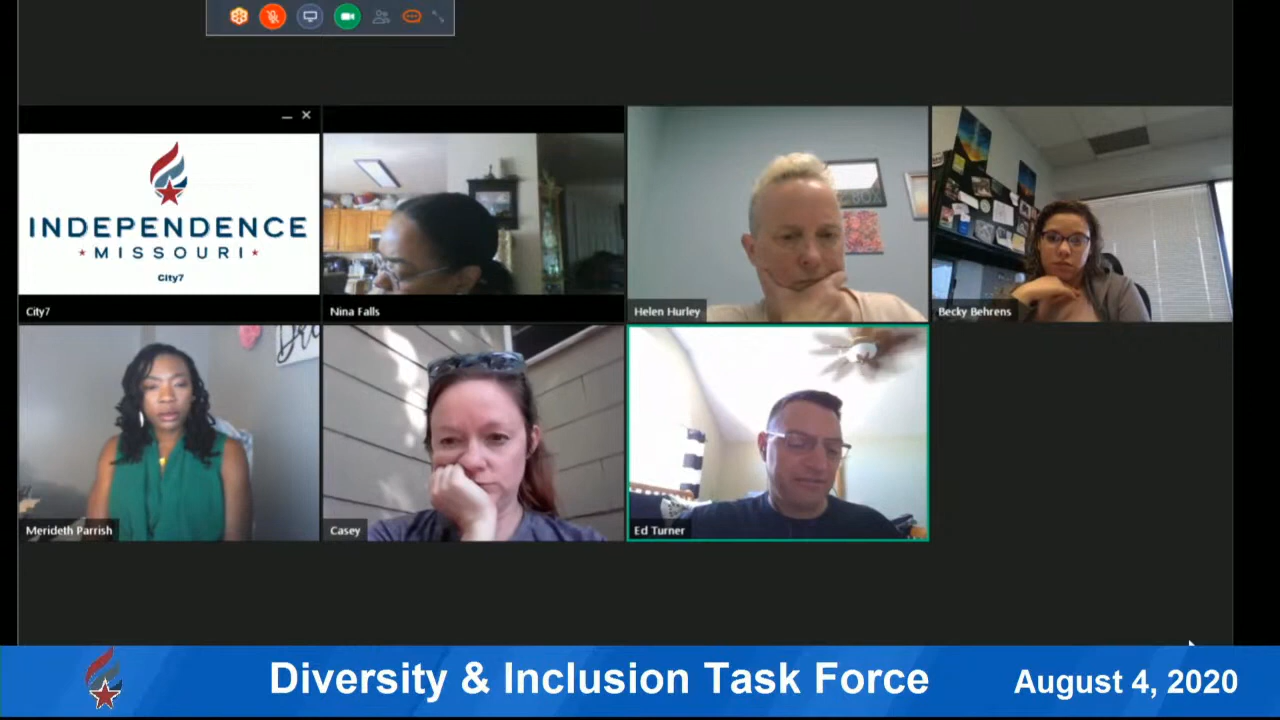 INDEPENDENCE
MISSOURI
City7
City7
Nina Falls
Helen Hurley
Becky Behrens
Merideth Parrish
Casey
Ed Turner
Diversity & Inclusion Task Force
August 4, 2020